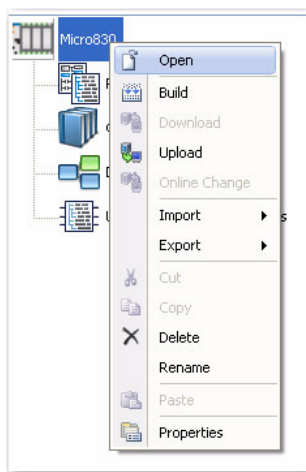 Micro830
Open
Build
Download
Upload
Online Change
Import
Export
Cut
Copy
Delete
Rename
Paste
Properties